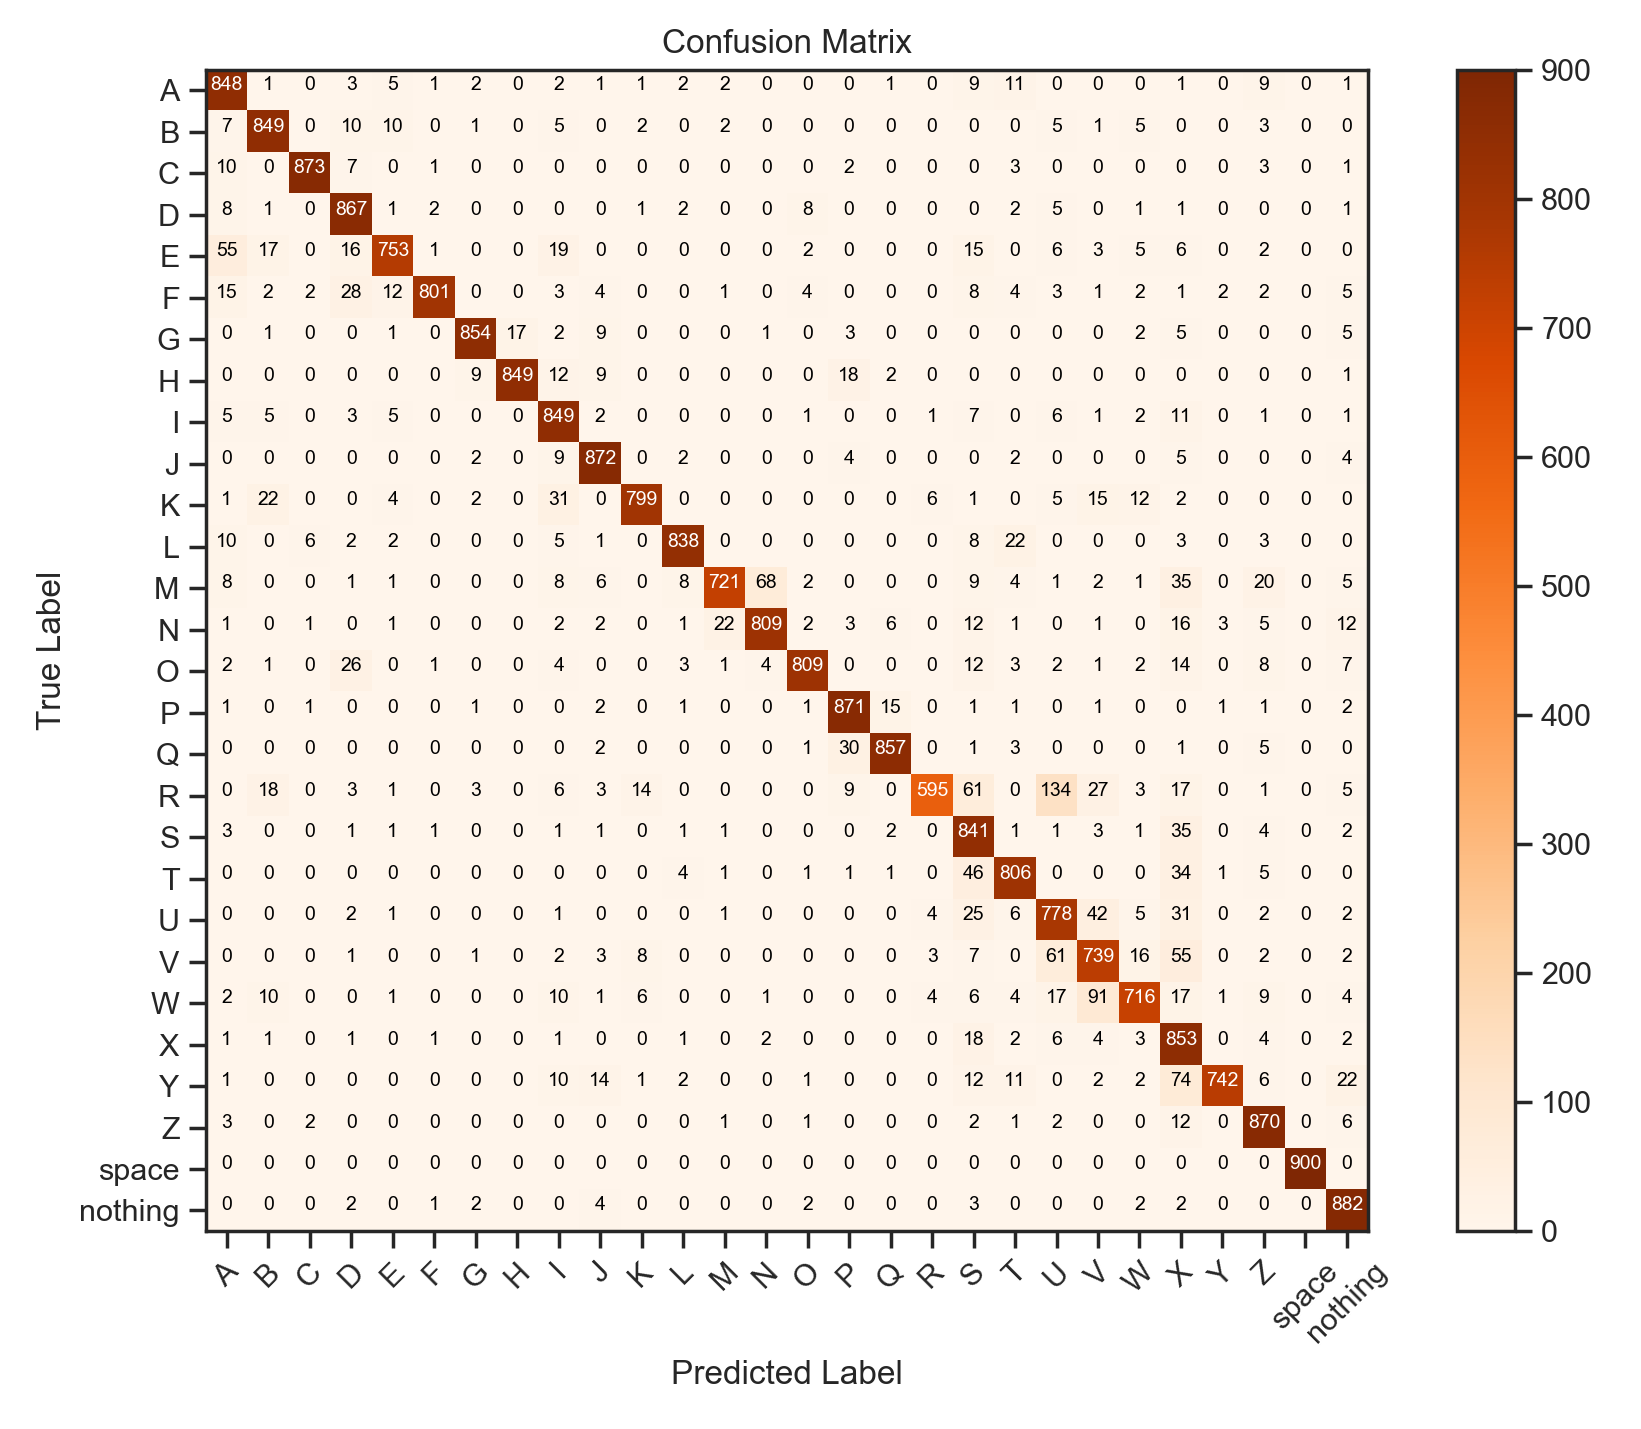 Confusion Matrix
True Label
A 848 1 0 3 5 1 2 0 2 1 1 2 2 0 0 0 1 0 9 11 0 0 0 1 0 9 0 1
B 7 849 0 10 10 0 1 0 5 0 2 0 2 0 0 0 0 0 0 0 5 1 5 0 0 3 0 0
C 10 0 873 7 0 1 0 0 0 0 0 0 0 0 0 2 0 0 0 3 0 0 0 0 0 3 0 1
D 8 1 0 867 1 2 0 0 0 0 1 2 0 0 8 0 0 0 0 2 5 0 1 1 0 0 0 1
E 55 17 0 16 753 1 0 0 19 0 0 0 0 0 2 0 0 0 15 0 6 3 5 6 0 2 0 0
F 15 2 2 28 12 801 0 0 3 4 0 0 1 0 4 0 0 0 8 4 3 1 2 1 2 2 0 5
G 0 1 0 0 1 0 854 17 2 9 0 0 0 1 0 3 0 0 0 0 0 0 2 5 0 0 0 5
H 0 0 0 0 0 0 9 849 12 9 0 0 0 0 0 18 2 0 0 0 0 0 0 0 0 0 0 1
I 5 5 0 3 5 0 0 0 849 2 0 0 0 0 1 0 0 1 7 0 6 1 2 11 0 1 0 1
J 0 0 0 0 0 0 2 0 9 872 0 2 0 0 0 4 0 0 0 2 0 0 0 5 0 0 0 4
K 1 22 0 0 4 0 2 0 31 0 799 0 0 0 0 0 0 6 1 0 5 15 12 2 0 0 0 0
L 10 0 6 2 2 0 0 0 5 1 0 838 0 0 0 0 0 0 8 22 0 0 0 3 0 3 0 0
M 8 0 0 1 1 0 0 0 8 6 0 8 721 68 2 0 0 0 9 4 1 2 1 35 0 20 0 5
N 1 0 1 0 1 0 0 0 2 2 0 1 22 809 2 3 6 0 12 1 0 1 0 16 3 5 0 12
O 2 1 0 26 0 1 0 0 4 0 0 3 1 4 809 0 0 0 12 3 2 1 2 14 0 8 0 7
P 1 0 1 0 0 0 1 0 0 2 0 1 0 0 1 871 15 0 1 1 0 1 0 0 1 1 0 2
Q 0 0 0 0 0 0 0 0 0 2 0 0 0 0 1 30 857 0 1 3 0 0 0 1 0 5 0 0
R 0 18 0 3 1 0 3 0 6 3 14 0 0 0 0 9 0 595 61 0 134 27 3 17 0 1 0 5
S 3 0 0 1 1 1 0 0 1 1 0 1 1 0 0 0 2 0 841 1 1 3 1 35 0 4 0 2
T 0 0 0 0 0 0 0 0 0 0 0 4 1 0 1 1 1 0 46 806 0 0 0 34 1 5 0 0
U 0 0 0 2 1 0 0 0 1 0 0 0 1 0 0 0 0 4 25 6 778 42 5 31 0 2 0 2
V 0 0 0 1 0 0 1 0 2 3 8 0 0 0 0 0 0 3 7 0 61 739 16 55 0 2 0 2
W 2 10 0 0 1 0 0 0 10 1 6 0 0 1 0 0 0 4 6 4 17 91 716 17 1 9 0 4
X 1 1 0 1 0 1 0 0 1 0 0 1 0 2 0 0 0 0 18 2 6 4 3 853 0 4 0 2
Y 1 0 0 0 0 0 0 0 10 14 1 2 0 0 1 0 0 0 12 11 0 2 2 74 742 6 0 22
Z 3 0 2 0 0 0 0 0 0 0 0 0 1 0 1 0 0 0 2 1 2 0 0 12 0 870 0 6
space 0 0 0 0 0 0 0 0 0 0 0 0 0 0 0 0 0 0 0 0 0 0 0 0 0 0 900 0
nothing 0 0 0 2 0 1 2 0 0 4 0 0 0 0 2 0 0 0 3 0 0 0 2 2 0 0 0 882
A B C D E F G H I J K L M N O P Q R S T U V W X Y Z space nothing
Predicted Label
900
800
700
600
500
400
300
200
100
0